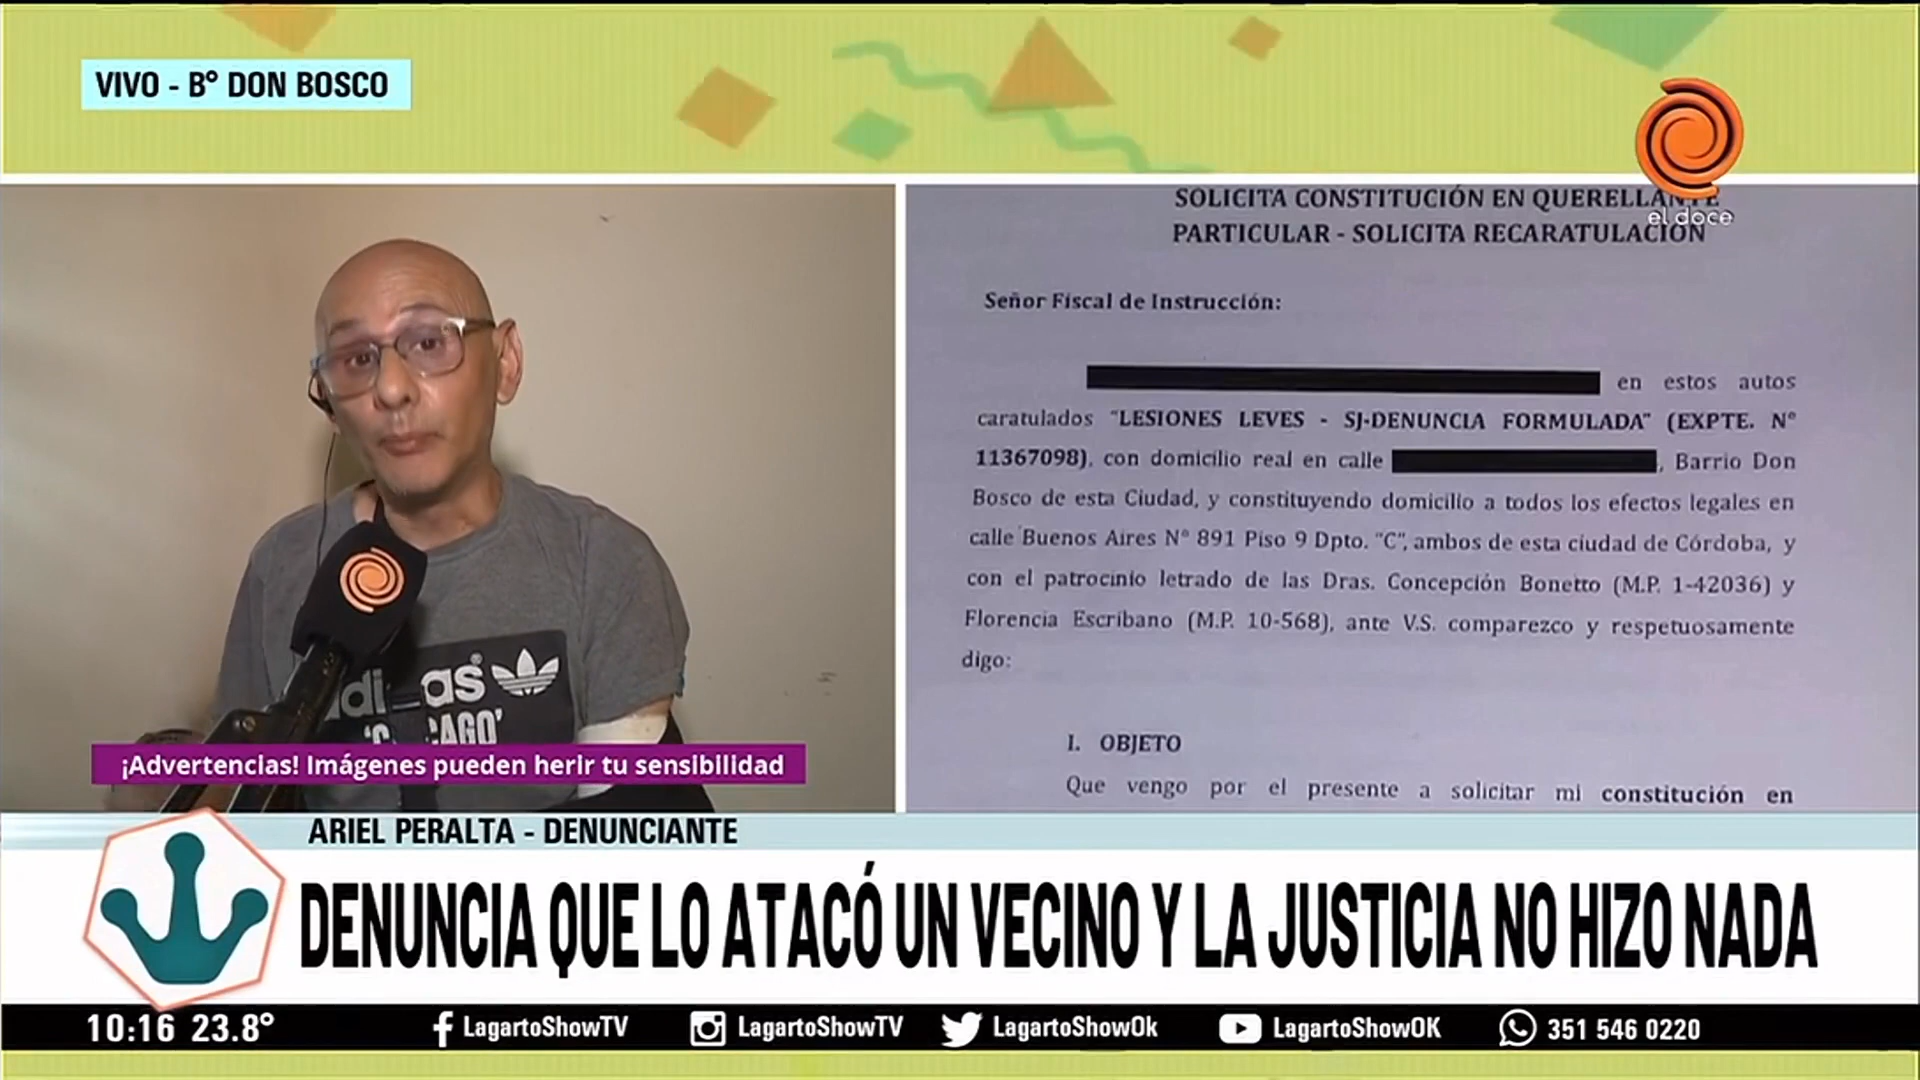 VIVO - B° DON BOSCO
el doce
SOLICITA CONSTITUCIÓN EN QUERELLANTE
PARTICULAR - SOLICITA RECARATULACIÓN
Señor Fiscal de Instrucción:
en estos autos
caratulados "LESIONES LEVES - SJ-DENUNCIA FORMULADA" (EXPTE. N°
11367098), con domicilio real en calle , Barrio Don
Bosco de esta Ciudad, y constituyendo domicilio a todos los efectos legales en
calle Buenos Aires N° 891 Piso 9 Dpto. "C", ambos de esta ciudad de Córdoba, y
con el patrocinio letrado de las Dras. Concepción Bonetto (M.P. 1-42036) y
Florencia Escribano (M.P. 10-568), ante V.S. comparezco y respetuosamente
digo:
I. OBJETO
Que vengo por el presente a solicitar mi constitución en
adidas
¡Advertencias! Imágenes pueden herir tu sensibilidad
ARIEL PERALTA - DENUNCIANTE
DENUNCIA QUE LO ATACÓ UN VECINO Y LA JUSTICIA NO HIZO NADA
10:16 23.8° LagartoShowTV LagartoShowTV LagartoShowOk LagartoShowOK 351 546 0220